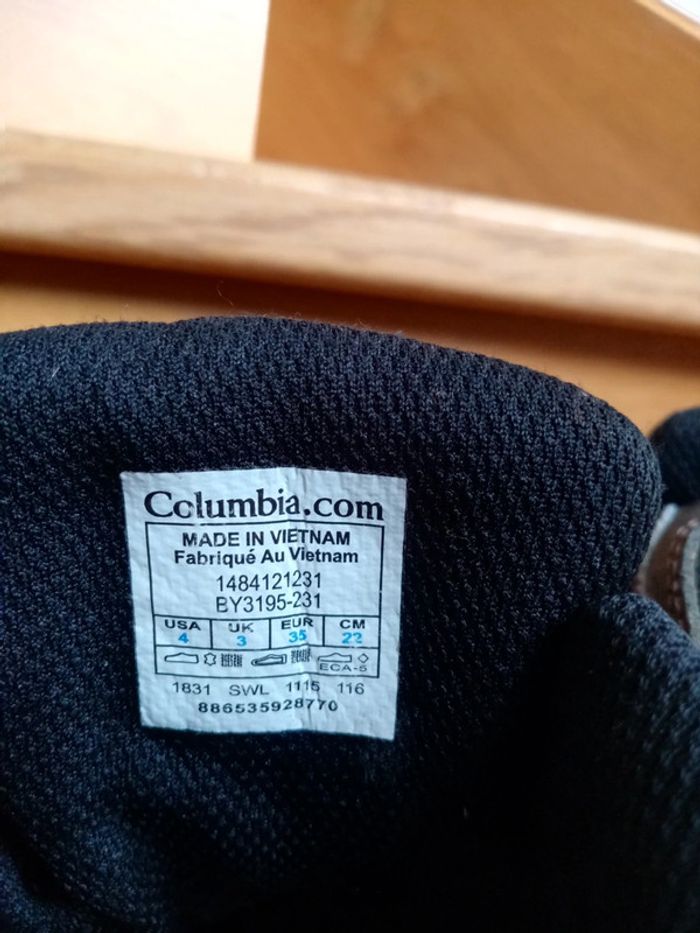 Columbia.com
MADE IN VIETNAM
Fabriqué Au Vietnam
1484121231
BY3195-231
USA UK EUR CM
4 3 35 22
ECA-5
1831 SWL 1115 116
886535928770